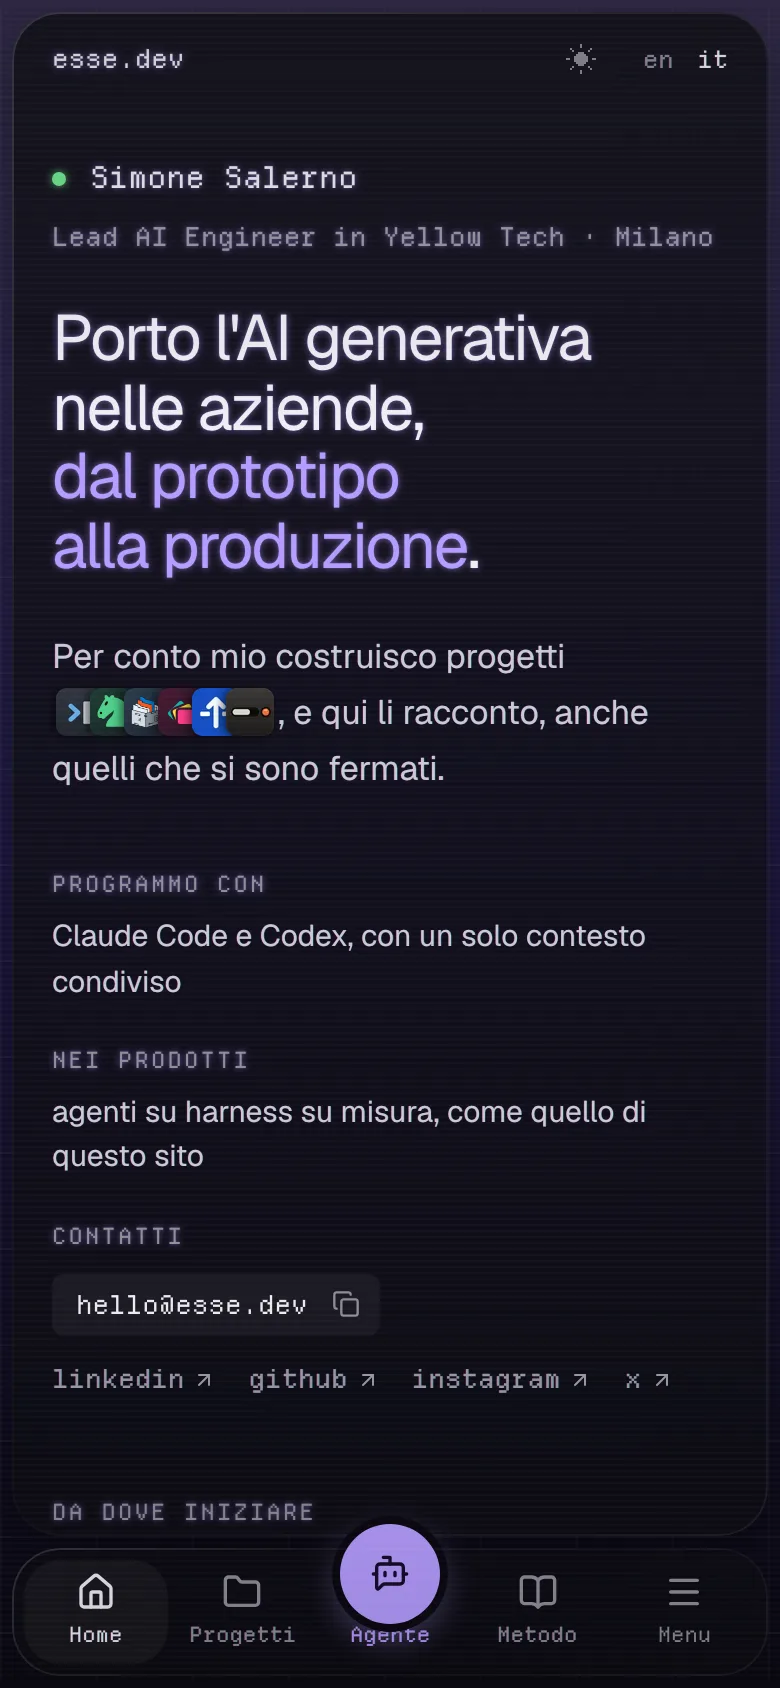 esse.dev
en it
Simone Salerno
Lead AI Engineer in Yellow Tech · Milano
Porto l'AI generativa
nelle aziende,
dal prototipo
alla produzione.
Per conto mio costruisco progetti
, e qui li racconto, anche
quelli che si sono fermati.
PROGRAMMO CON
Claude Code e Codex, con un solo contesto
condiviso
NEI PRODOTTI
agenti su harness su misura, come quello di
questo sito
CONTATTI
hello@esse.dev
linkedin ↗ github ↗ instagram ↗ x ↗
DA DOVE INIZIARE
Home Progetti Agente Metodo Menu